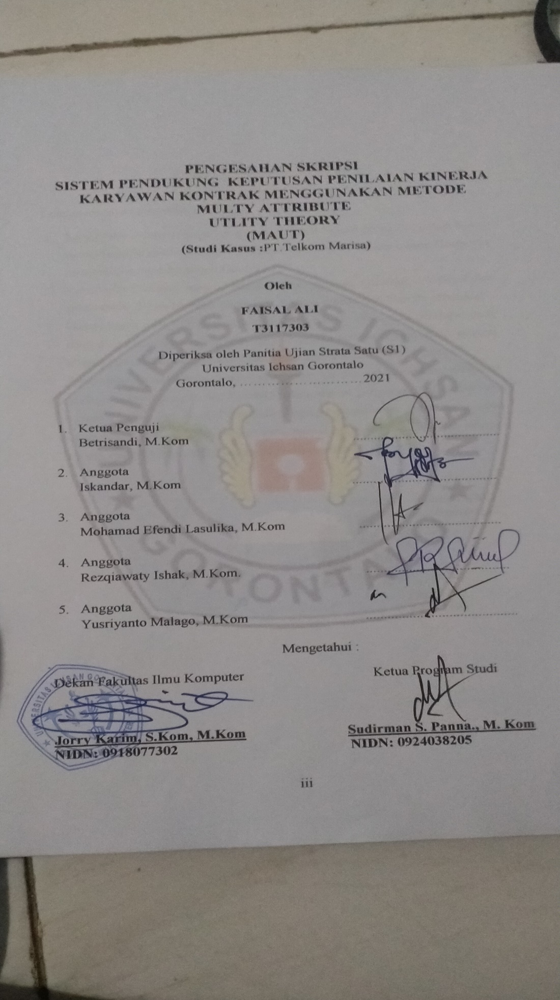 PENGESAHAN SKRIPSI
SISTEM PENDUKUNG KEPUTUSAN PENILAIAN KINERJA
KARYAWAN KONTRAK MENGGUNAKAN METODE
MULTY ATTRIBUTE
UTLITY THEORY
(MAUT)
(Studi Kasus :PT.Telkom Marisa)
Oleh
FAISAL ALI
T3117303
Diperiksa oleh Panitia Ujian Strata Satu (S1)
Universitas Ichsan Gorontalo
Gorontalo, ................................ 2021
1. Ketua Penguji
Betrisandi, M.Kom
2. Anggota
Iskandar, M.Kom
3. Anggota
Mohamad Efendi Lasulika, M.Kom
4. Anggota
Rezqiawaty Ishak, M.Kom.
an
5. Anggota
Yusriyanto Malago, M.Kom
Mengetahui :
Dekan Fakultas Ilmu Komputer
Ketua Program Studi
Jorry Karim, S.Kom, M.Kom
NIDN: 0918077302
Sudirman S. Panna., M. Kom
NIDN: 0924038205
iii
UNIVERSITAS ICHSAN
GORONTALO